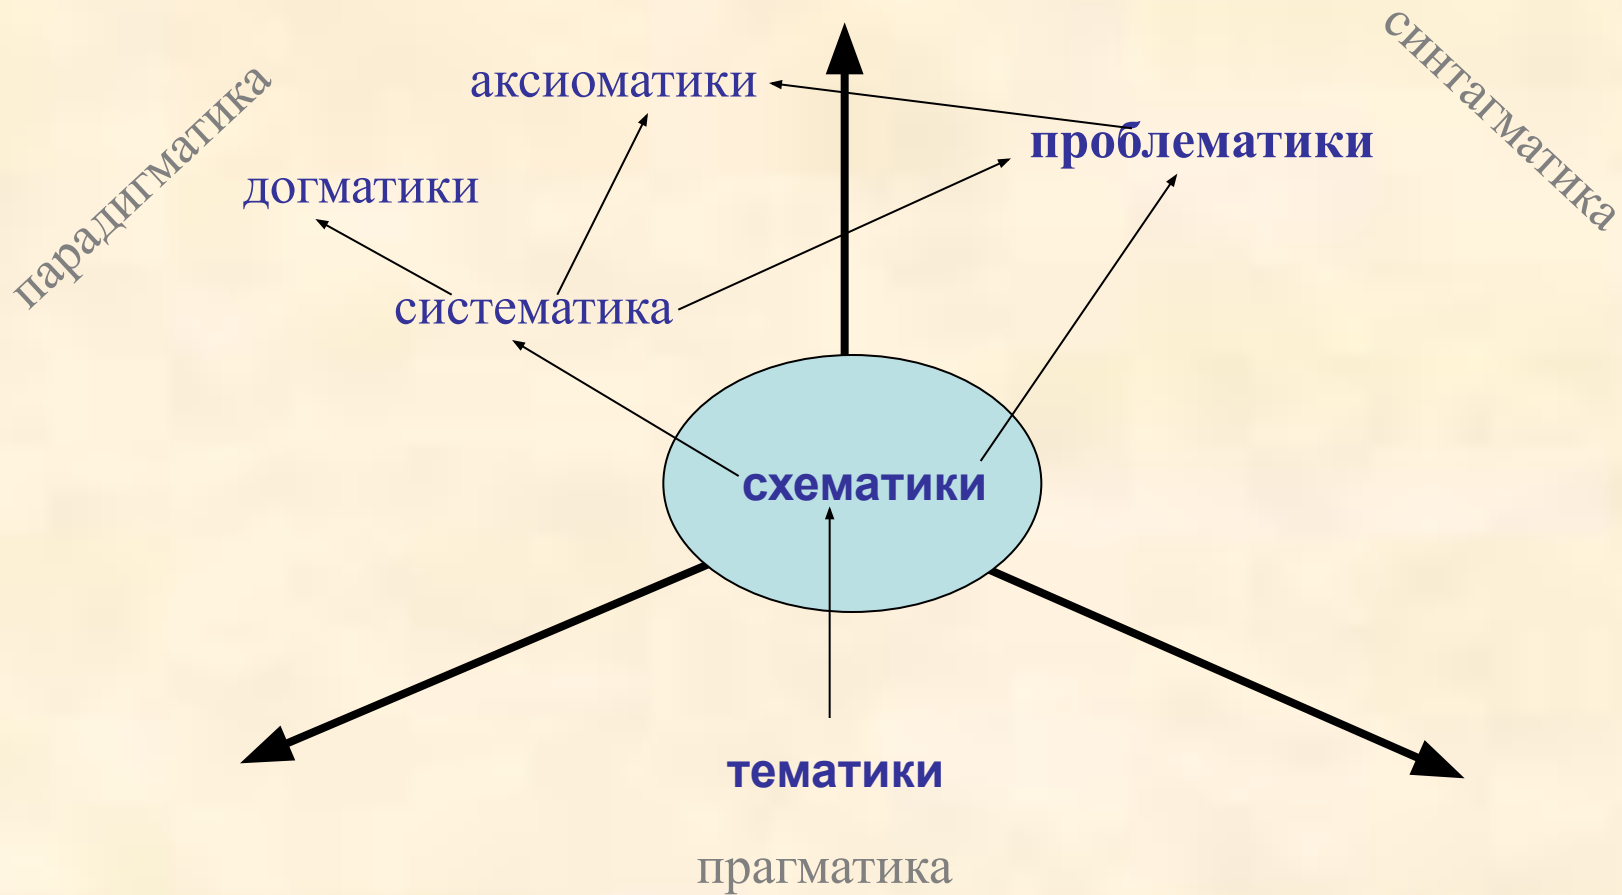 синтагматика
парадигматика
аксиоматики
проблематики
догматики
систематика
схематики
тематики
прагматика